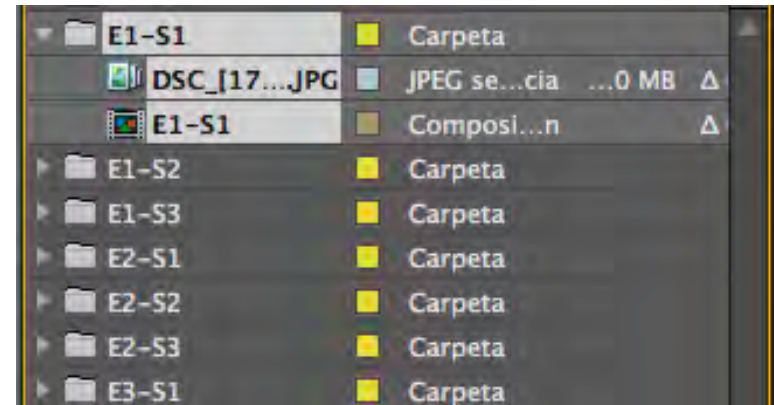 E1-S1 Carpeta
DSC_[17....JPG JPEG se...cia ...0 MB Δ
E1-S1 Composi...n Δ
E1-S2 Carpeta
E1-S3 Carpeta
E2-S1 Carpeta
E2-S2 Carpeta
E2-S3 Carpeta
E3-S1 Carpeta